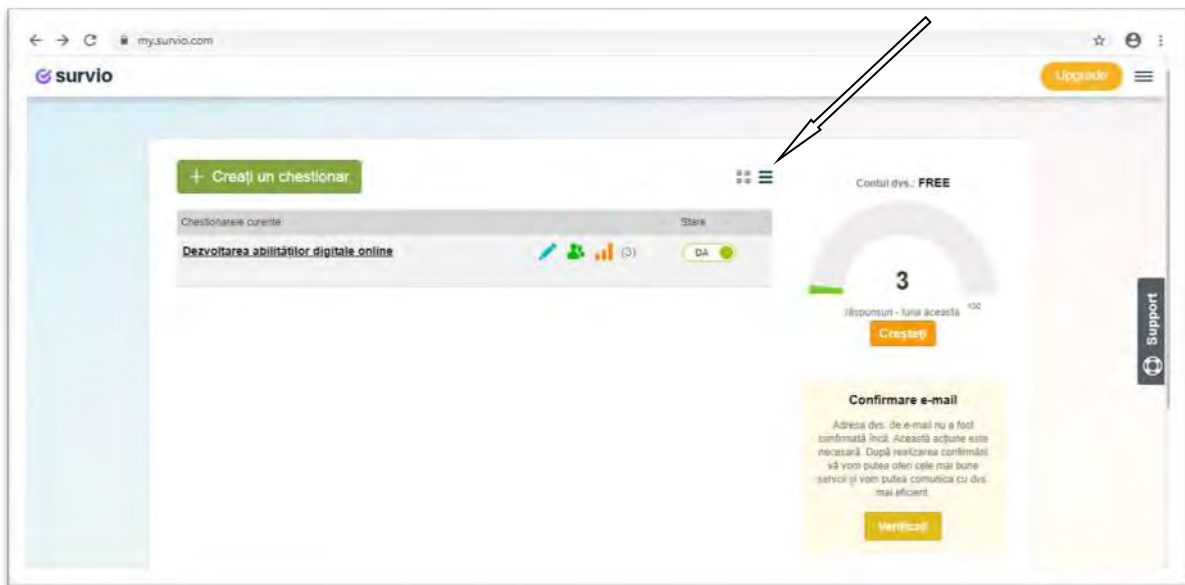 my.survio.com
survio
Upgrade
+ Creați un chestionar
Contul dvs.: FREE
Chestionarele curente
Stare
Dezvoltarea abilităților digitale online
(3)
DA
3
răspunsuri - luna aceasta
100
Creșteți
Support
Confirmare e-mail
Adresa dvs. de e-mail nu a fost
confirmată încă. Această acțiune este
necesară. După realizarea confirmării
vă vom putea oferi cele mai bune
servicii și vom putea comunica cu dvs.
mai eficient.
Verificați